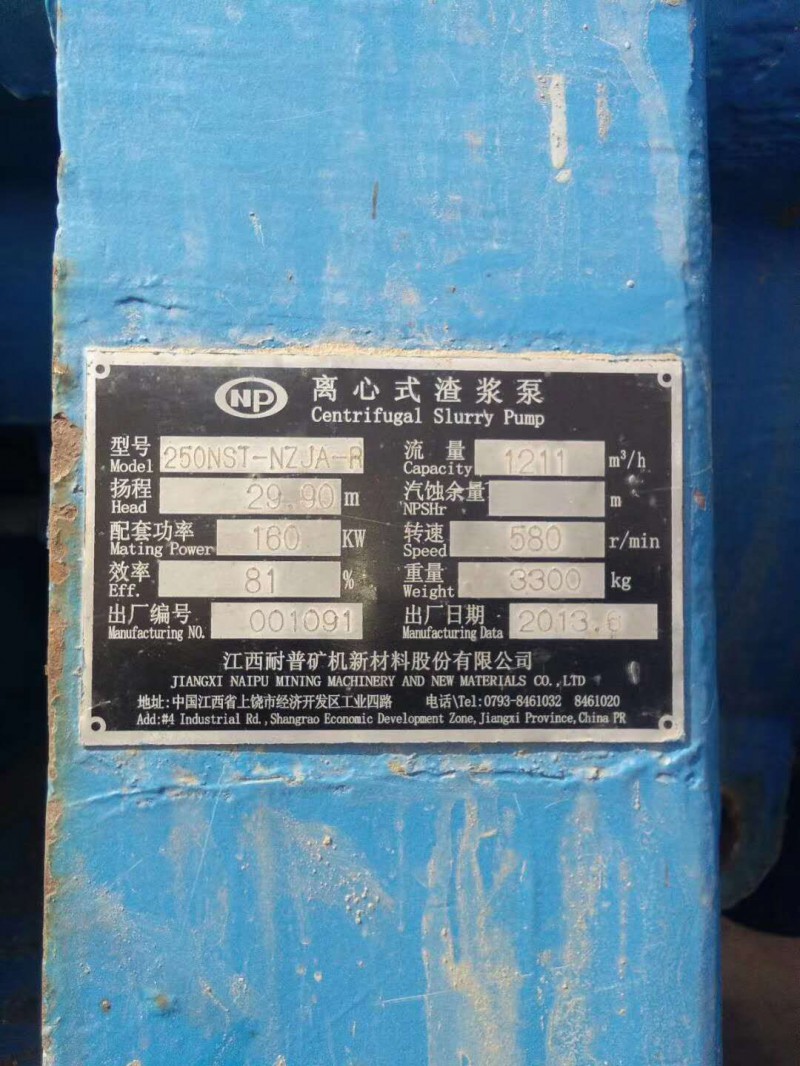 NP 离心式渣浆泵
Centrifugal Slurry Pump
型号 Model 250NST-NZJA-R 流量 Capacity 1211 m³/h
扬程 Head 29.90 m 汽蚀余量 NPSHr m
配套功率 Mating Power 160 KW 转速 Speed 580 r/min
效率 Eff. 81 % 重量 Weight 3300 kg
出厂编号 Manufacturing NO. 001091 出厂日期 Manufacturing Data 2013.6
江西耐普矿机新材料股份有限公司
JIANGXI NAIPU MINING MACHINERY AND NEW MATERIALS CO.,LTD
地址:中国江西省上饶市经济开发区工业四路 电话\Tel:0793-8461032 8461020
Add:#4 Industrial Rd.,Shangrao Economic Development Zone,Jiangxi Province,China PR